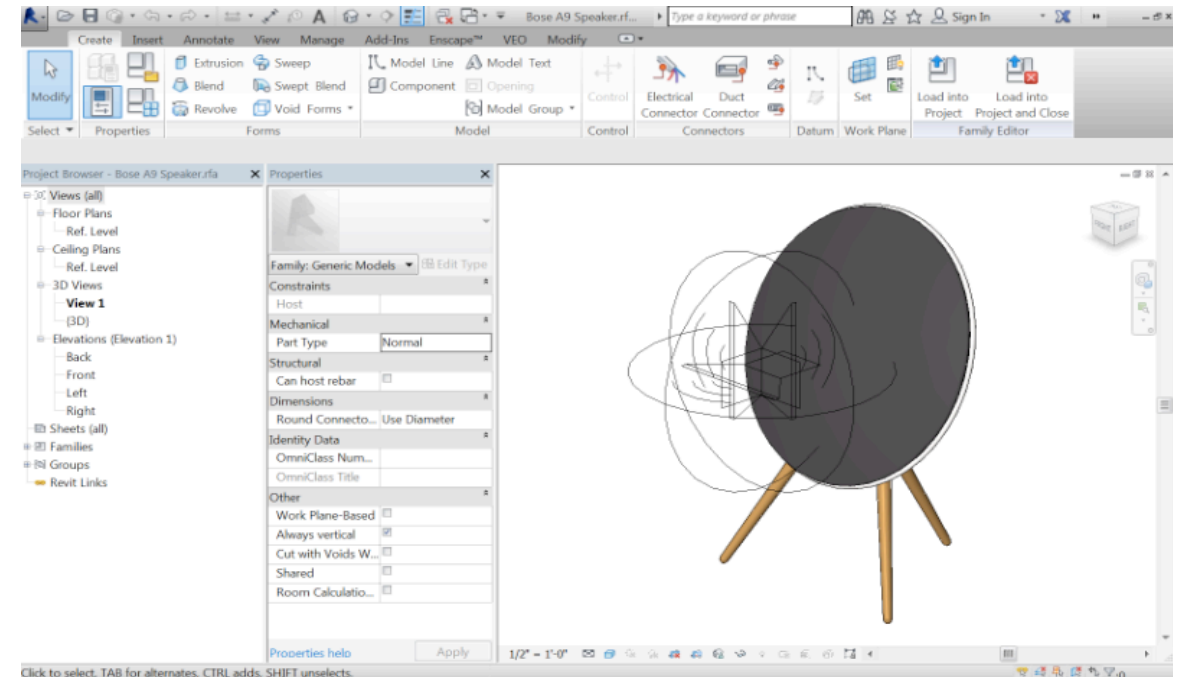 Bose A9 Speaker.rf...
Type a keyword or phrase
Sign In
Create Insert Annotate View Manage Add-Ins Enscape™ VEO Modify
Modify
Extrusion
Blend
Revolve
Sweep
Swept Blend
Void Forms
Model Line
Component
Model Text
Opening
Model Group
Control
Electrical Connector
Duct Connector
Set
Load into Project
Load into Project and Close
Select Properties Forms Model Control Connectors Datum Work Plane Family Editor
Project Browser - Bose A9 Speaker.rfa
Views (all)
Floor Plans
Ref. Level
Ceiling Plans
Ref. Level
3D Views
View 1
{3D}
Elevations (Elevation 1)
Back
Front
Left
Right
Sheets (all)
Families
Groups
Revit Links
Properties
Family: Generic Models Edit Type
Constraints
Host
Mechanical
Part Type Normal
Structural
Can host rebar
Dimensions
Round Connecto... Use Diameter
Identity Data
OmniClass Num...
OmniClass Title
Other
Work Plane-Based
Always vertical
Cut with Voids W...
Shared
Room Calculatio...
Properties help Apply
1/2" = 1'-0"
Click to select, TAB for alternates, CTRL adds, SHIFT unselects.
:0